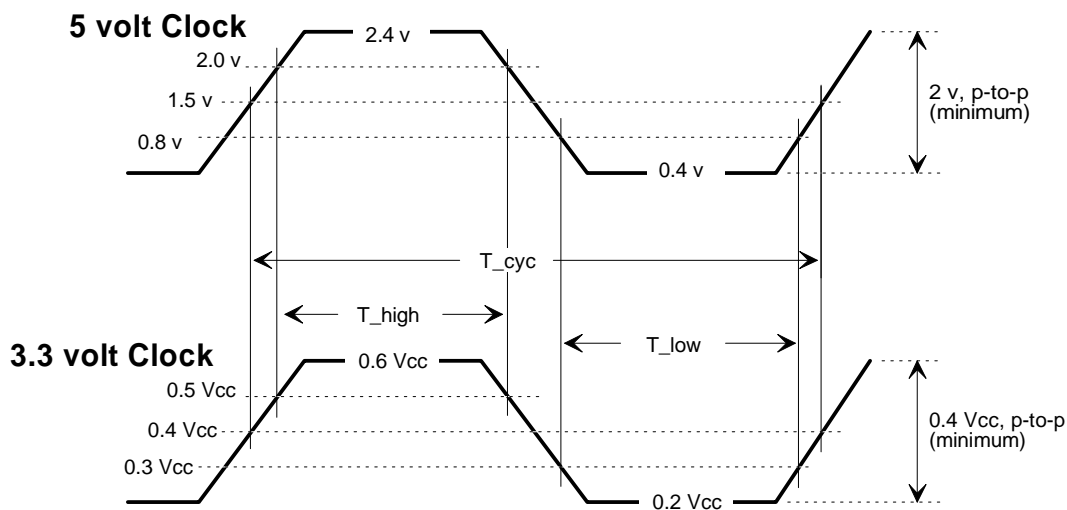 5 volt Clock
2.4 v
2.0 v
1.5 v
2 v, p-to-p
(minimum)
0.8 v
0.4 v
T_cyc
T_high
T_low
3.3 volt Clock
0.6 Vcc
0.5 Vcc
0.4 Vcc
0.4 Vcc, p-to-p
(minimum)
0.3 Vcc
0.2 Vcc